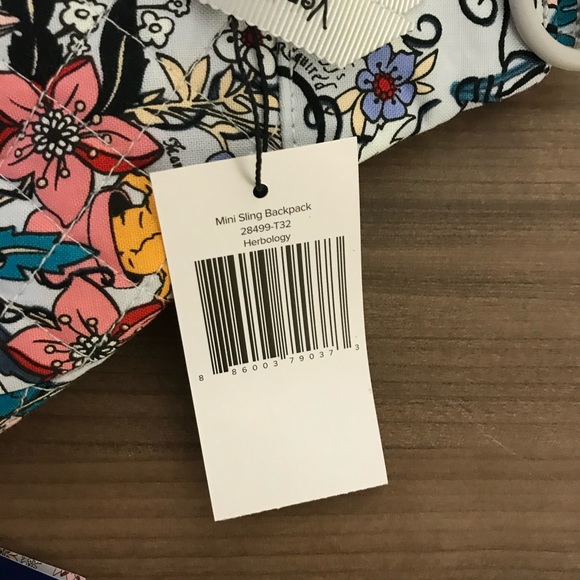 Mini Sling Backpack
28499-T32
Herbology
8 86003 79037 3